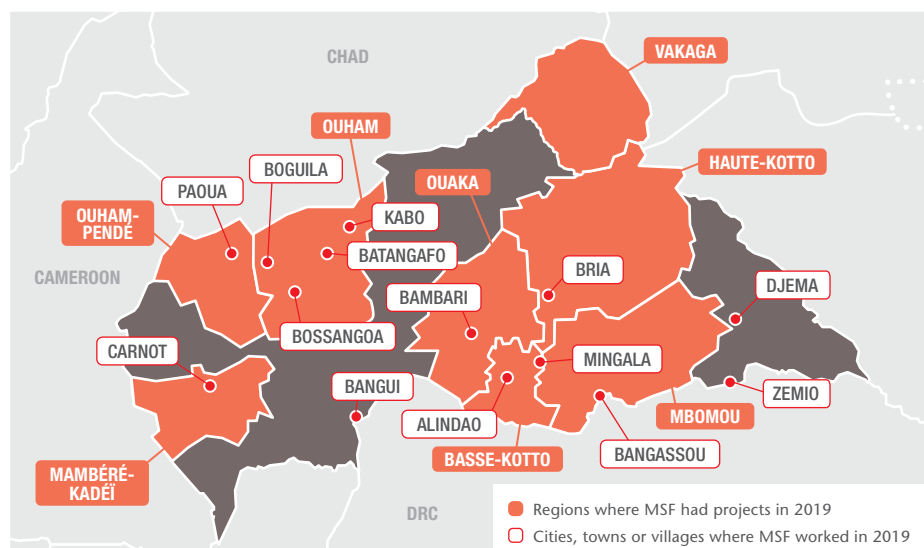 CHAD
VAKAGA
OUHAM
BOGUILA
HAUTE-KOTTO
PAOUA
OUAKA
OUHAM-
PENDÉ
KABO
BATANGAFO
CAMEROON
BRIA
DJEMA
BAMBARI
BOSSANGOA
CARNOT
MINGALA
BANGUI
ZEMIO
ALINDAO
MBOMOU
BASSE-KOTTO
BANGASSOU
MAMBÉRÉ-
KADÉÏ
DRC
Regions where MSF had projects in 2019
Cities, towns or villages where MSF worked in 2019